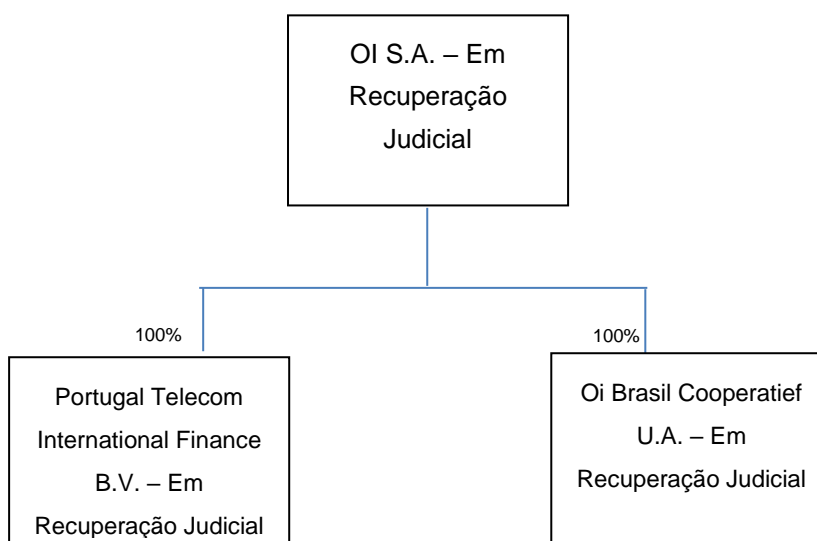 OI S.A. – Em
Recuperação
Judicial
100%
100%
Portugal Telecom
International Finance
B.V. – Em
Recuperação Judicial
Oi Brasil Cooperatief
U.A. – Em
Recuperação Judicial